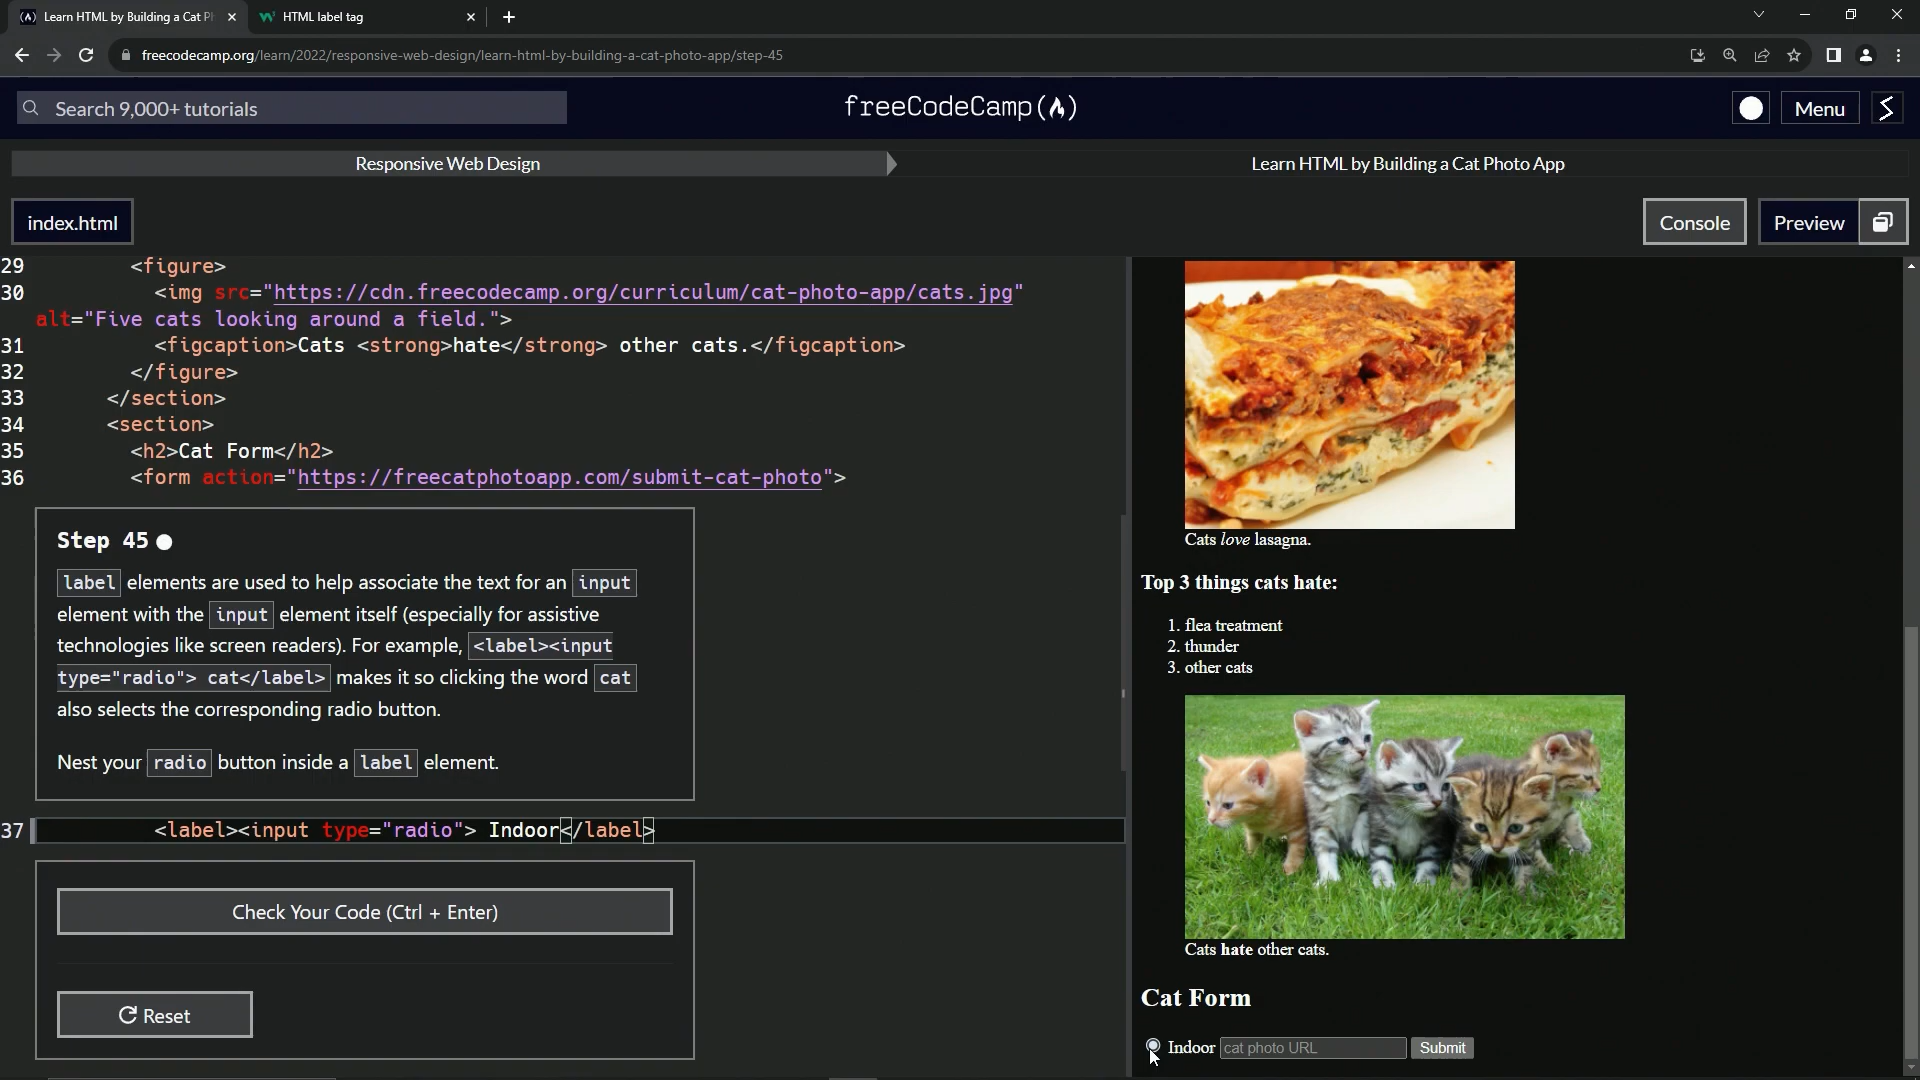 Learn HTML by Building a Cat P
HTML label tag
freecodecamp.org/learn/2022/responsive-web-design/learn-html-by-building-a-cat-photo-app/step-45
Search 9,000+ tutorials
freeCodeCamp
Menu
Responsive Web Design
Learn HTML by Building a Cat Photo App
index.html
Console
Preview
29 <figure>
30 <img src="https://cdn.freecodecamp.org/curriculum/cat-photo-app/cats.jpg"
alt="Five cats looking around a field.">
31 <figcaption>Cats <strong>hate</strong> other cats.</figcaption>
32 </figure>
33 </section>
34 <section>
35 <h2>Cat Form</h2>
36 <form action="https://freecatphotoapp.com/submit-cat-photo">
Step 45
label elements are used to help associate the text for an input
element with the input element itself (especially for assistive
technologies like screen readers). For example, <label><input
type="radio"> cat</label> makes it so clicking the word cat
also selects the corresponding radio button.
Nest your radio button inside a label element.
37 <label><input type="radio"> Indoor</label>
Check Your Code (Ctrl + Enter)
Reset
Cats love lasagna.
Top 3 things cats hate:
1. flea treatment
2. thunder
3. other cats
Cats hate other cats.
Cat Form
Indoor cat photo URL Submit